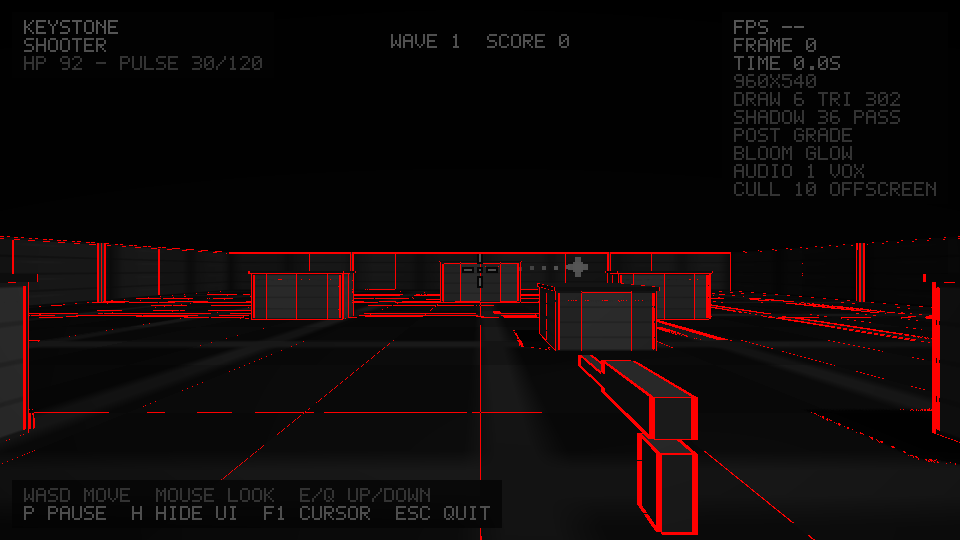 KEYSTONE
SHOOTER
HP 92 - PULSE 30/120
WAVE 1  SCORE 0
FPS --
FRAME 0
TIME 0.0S
960X540
DRAW 6 TRI 302
SHADOW 36 PASS
POST GRADE
BLOOM GLOW
AUDIO 1 VOX
CULL 10 OFFSCREEN
WASD MOVE  MOUSE LOOK  E/Q UP/DOWN
P PAUSE  H HIDE UI  F1 CURSOR  ESC QUIT